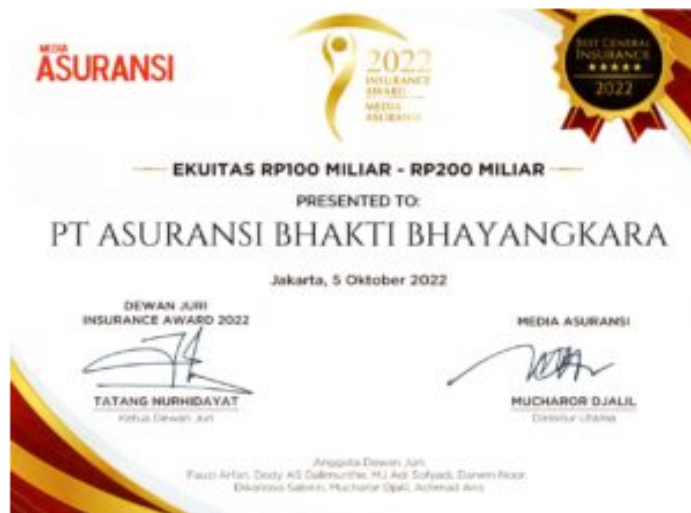 MEDIA
ASURANSI
2022
INSURANCE
AWARD
MEDIA
ASURANSI
BEST GENERAL
INSURANCE
2022
EKUITAS RP100 MILIAR - RP200 MILIAR
PRESENTED TO:
PT ASURANSI BHAKTI BHAYANGKARA
Jakarta, 5 Oktober 2022
DEWAN JURI
INSURANCE AWARD 2022
MEDIA ASURANSI
TATANG NURHIDAYAT
Ketua Dewan Juri
MUCHAROR DJALIL
Direktur Utama
Anggota Dewan Juri
Fauzi Arfan, Dody AS Dalimunthe, MJ Adi Sofyadi, Darwin Noor,
Sabirin, Mucharor Djalil, Achmad Aris